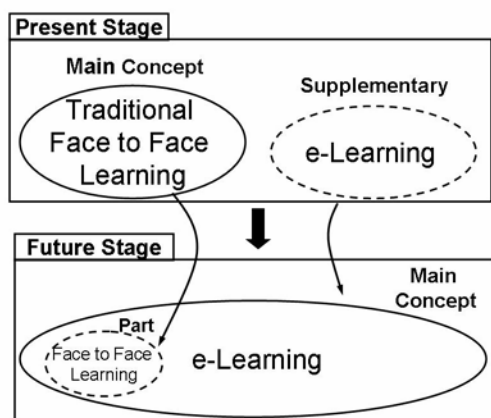 Present Stage
Main Concept
Traditional
Face to Face
Learning
Supplementary
e-Learning
Future Stage
Main
Concept
Part
Face to Face
Learning
e-Learning